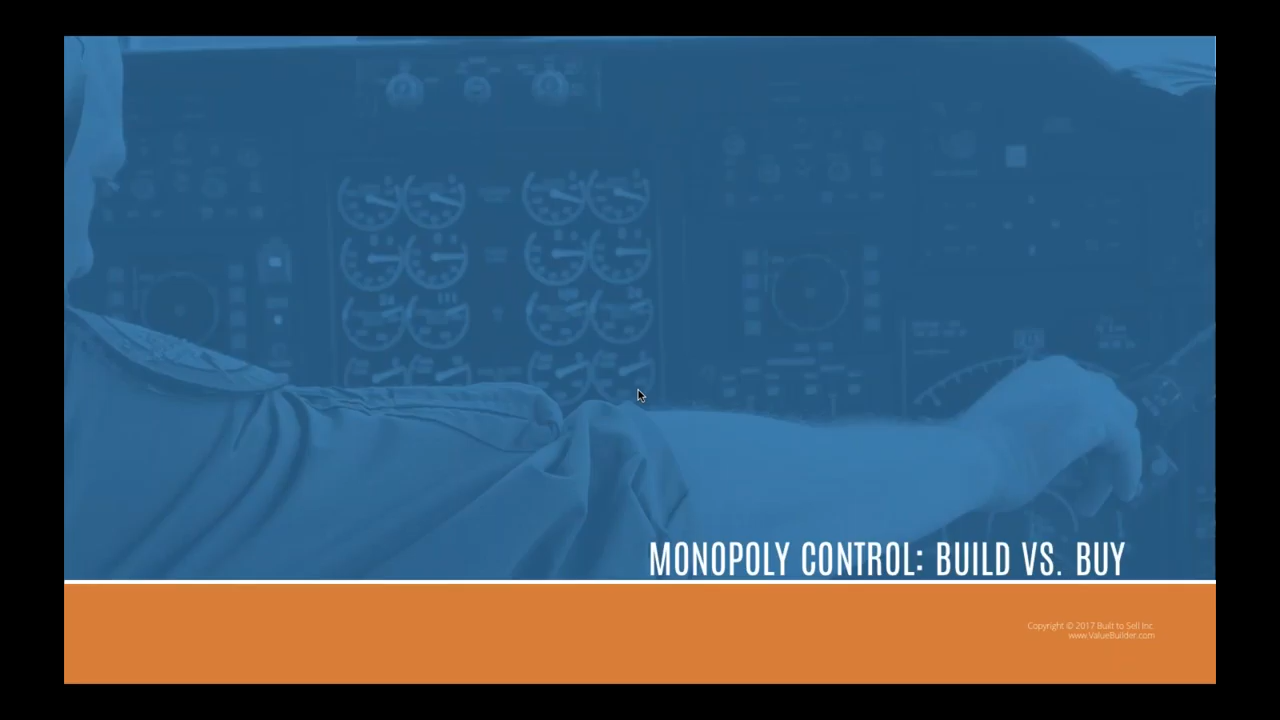 MONOPOLY CONTROL: BUILD VS. BUY
Copyright © 2017 Built to Sell Inc.
www.ValueBuilder.com